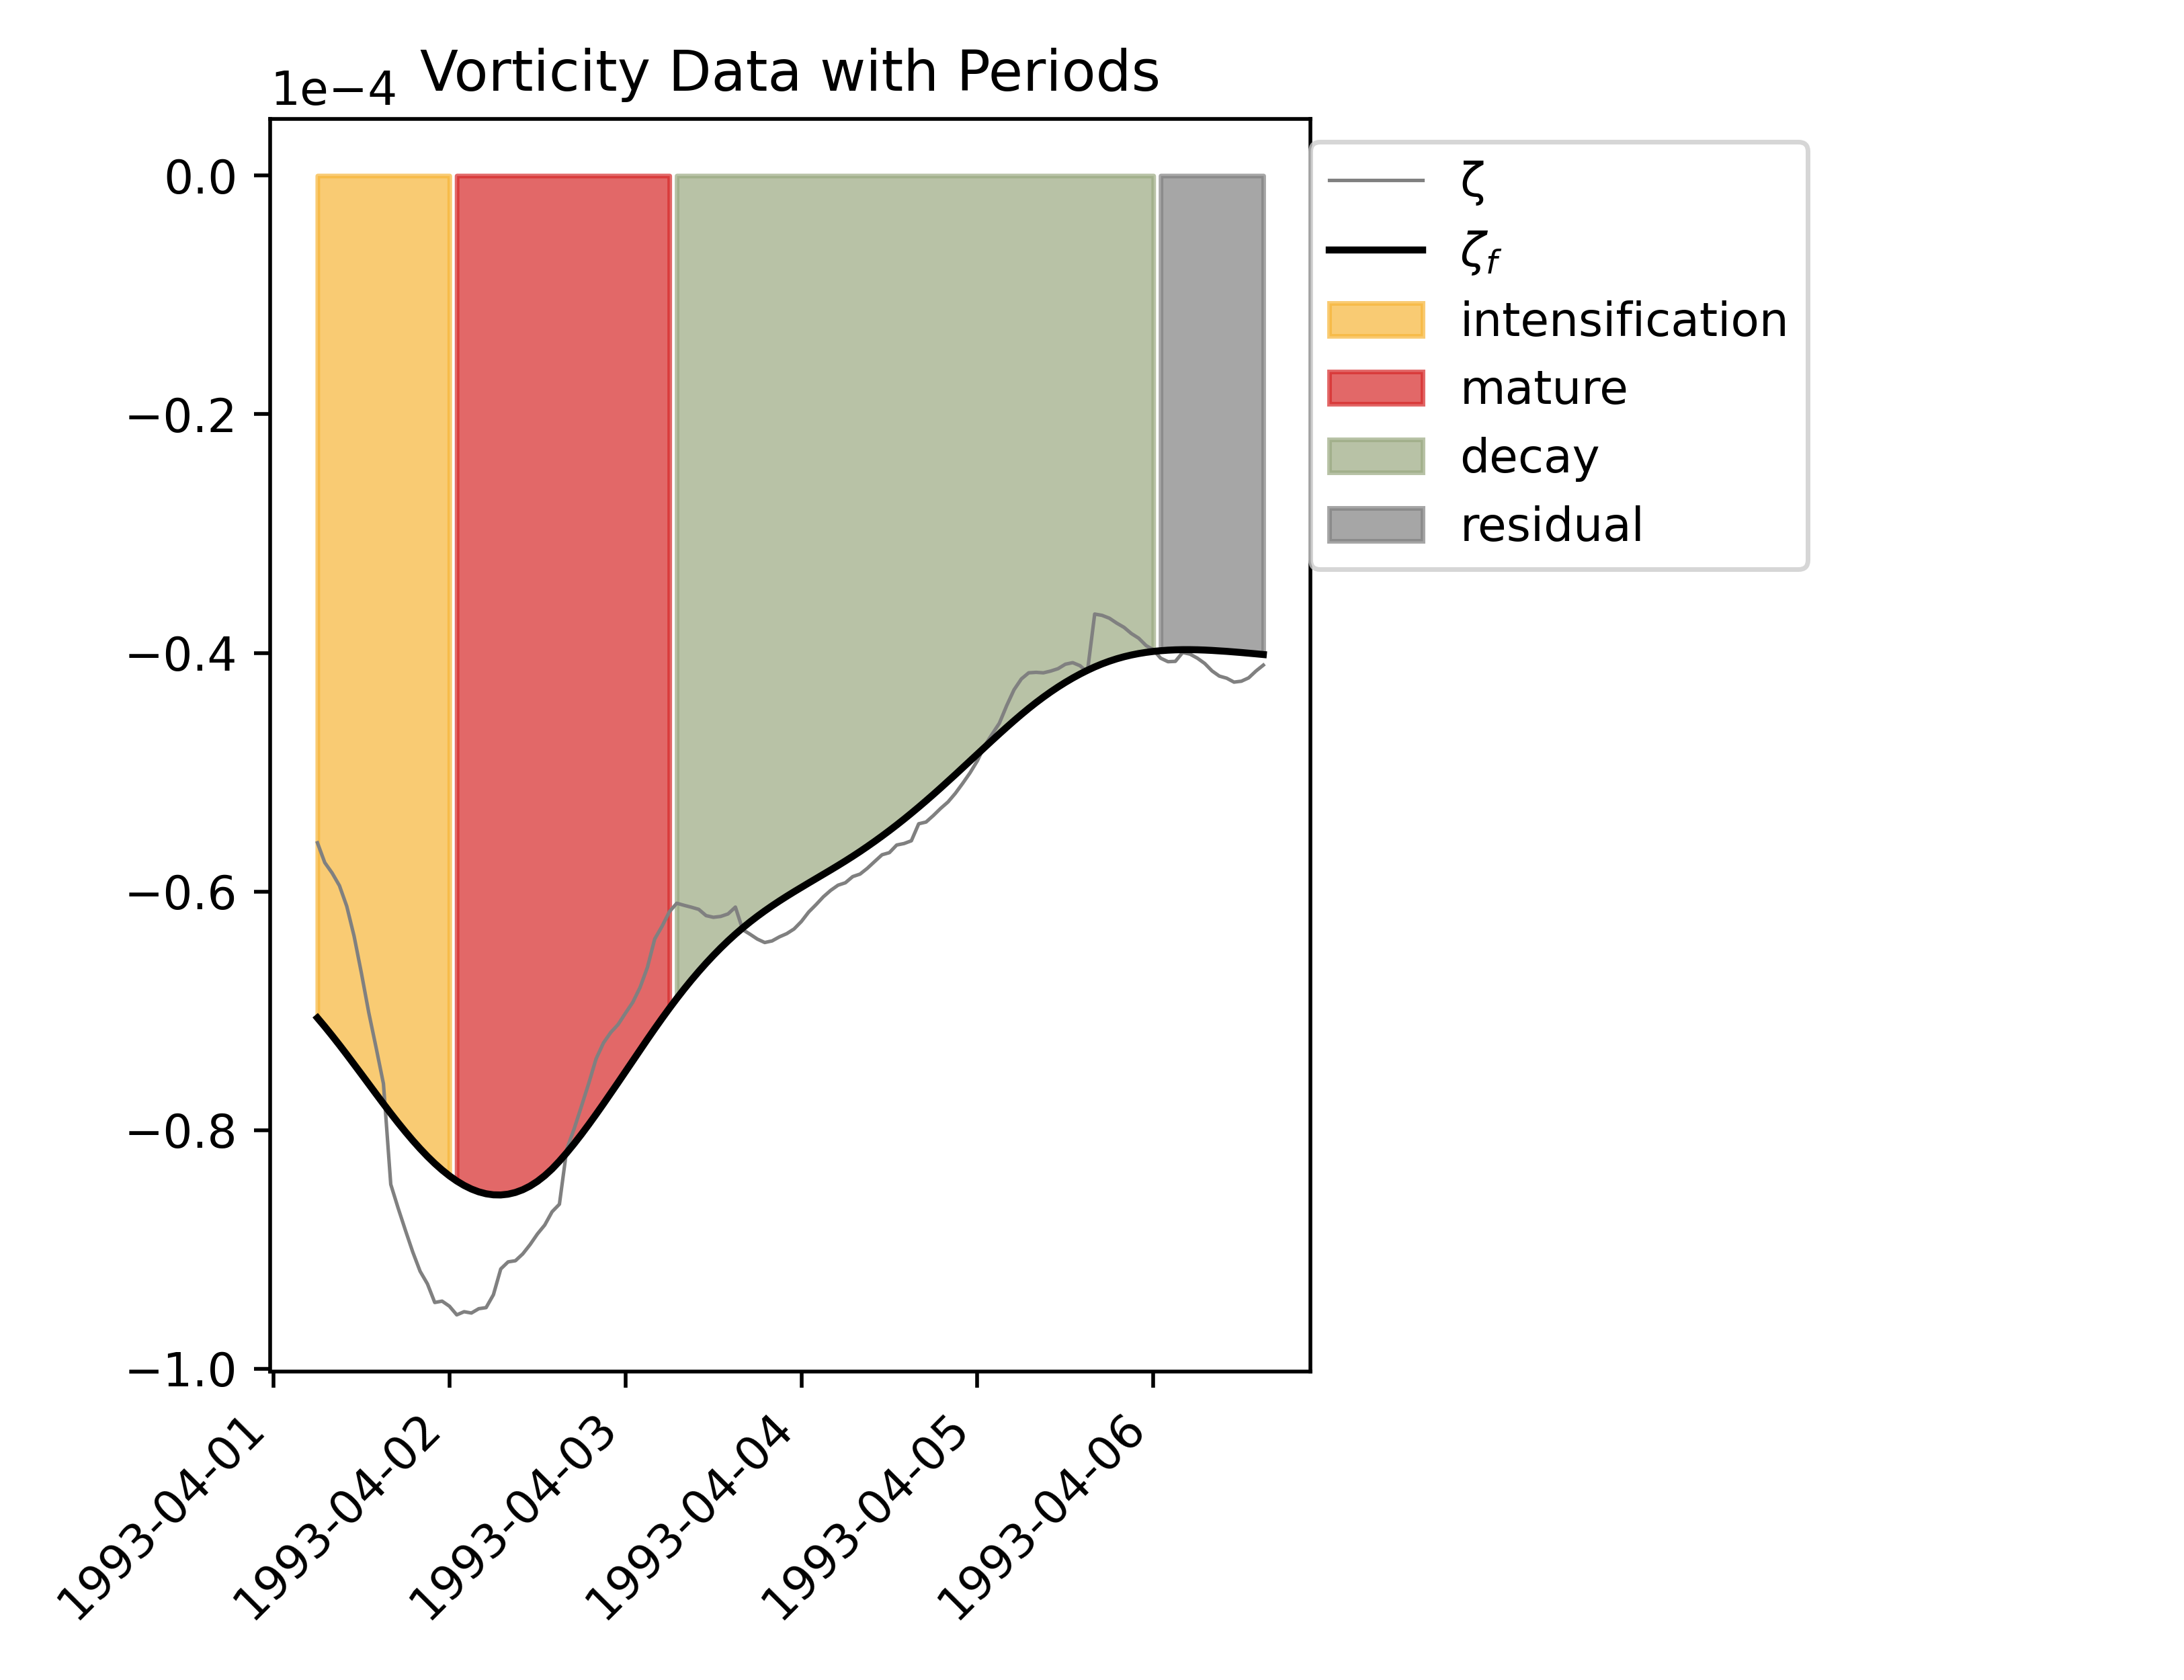 Vorticity Data with Periods
1e−4
0.0
−0.2
−0.4
−0.6
−0.8
−1.0
1993-04-01
1993-04-02
1993-04-03
1993-04-04
1993-04-05
1993-04-06
ζ
ζf
intensification
mature
decay
residual